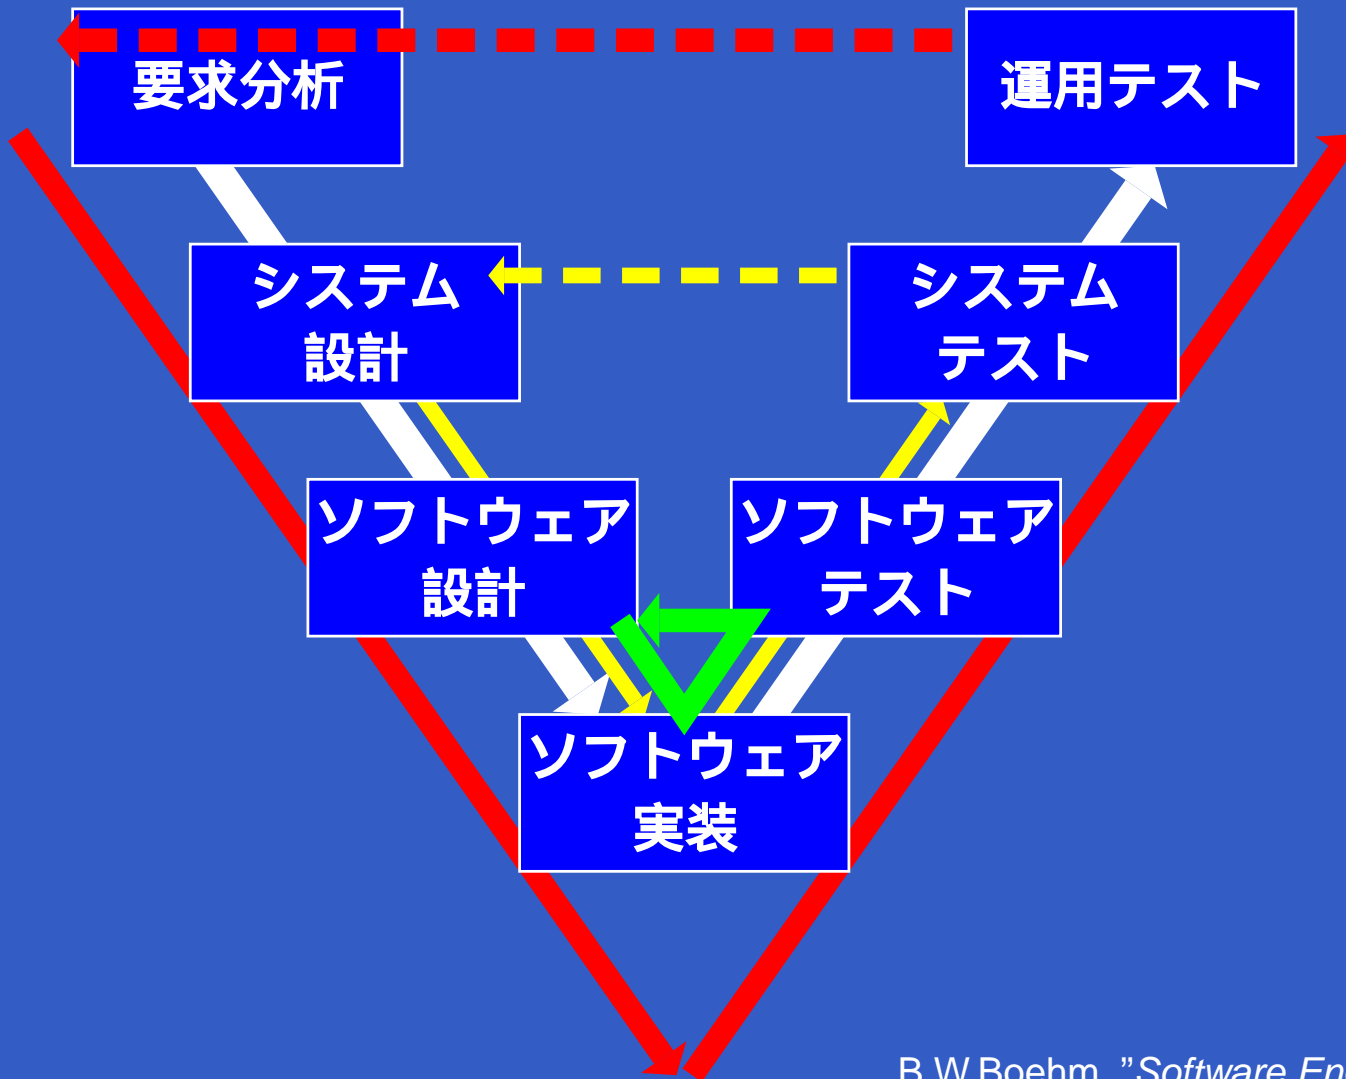 要求分析
運用テスト
システム
設計
システム
テスト
ソフトウェア
設計
ソフトウェア
テスト
ソフトウェア
実装
B.W.Boehm, ”Software